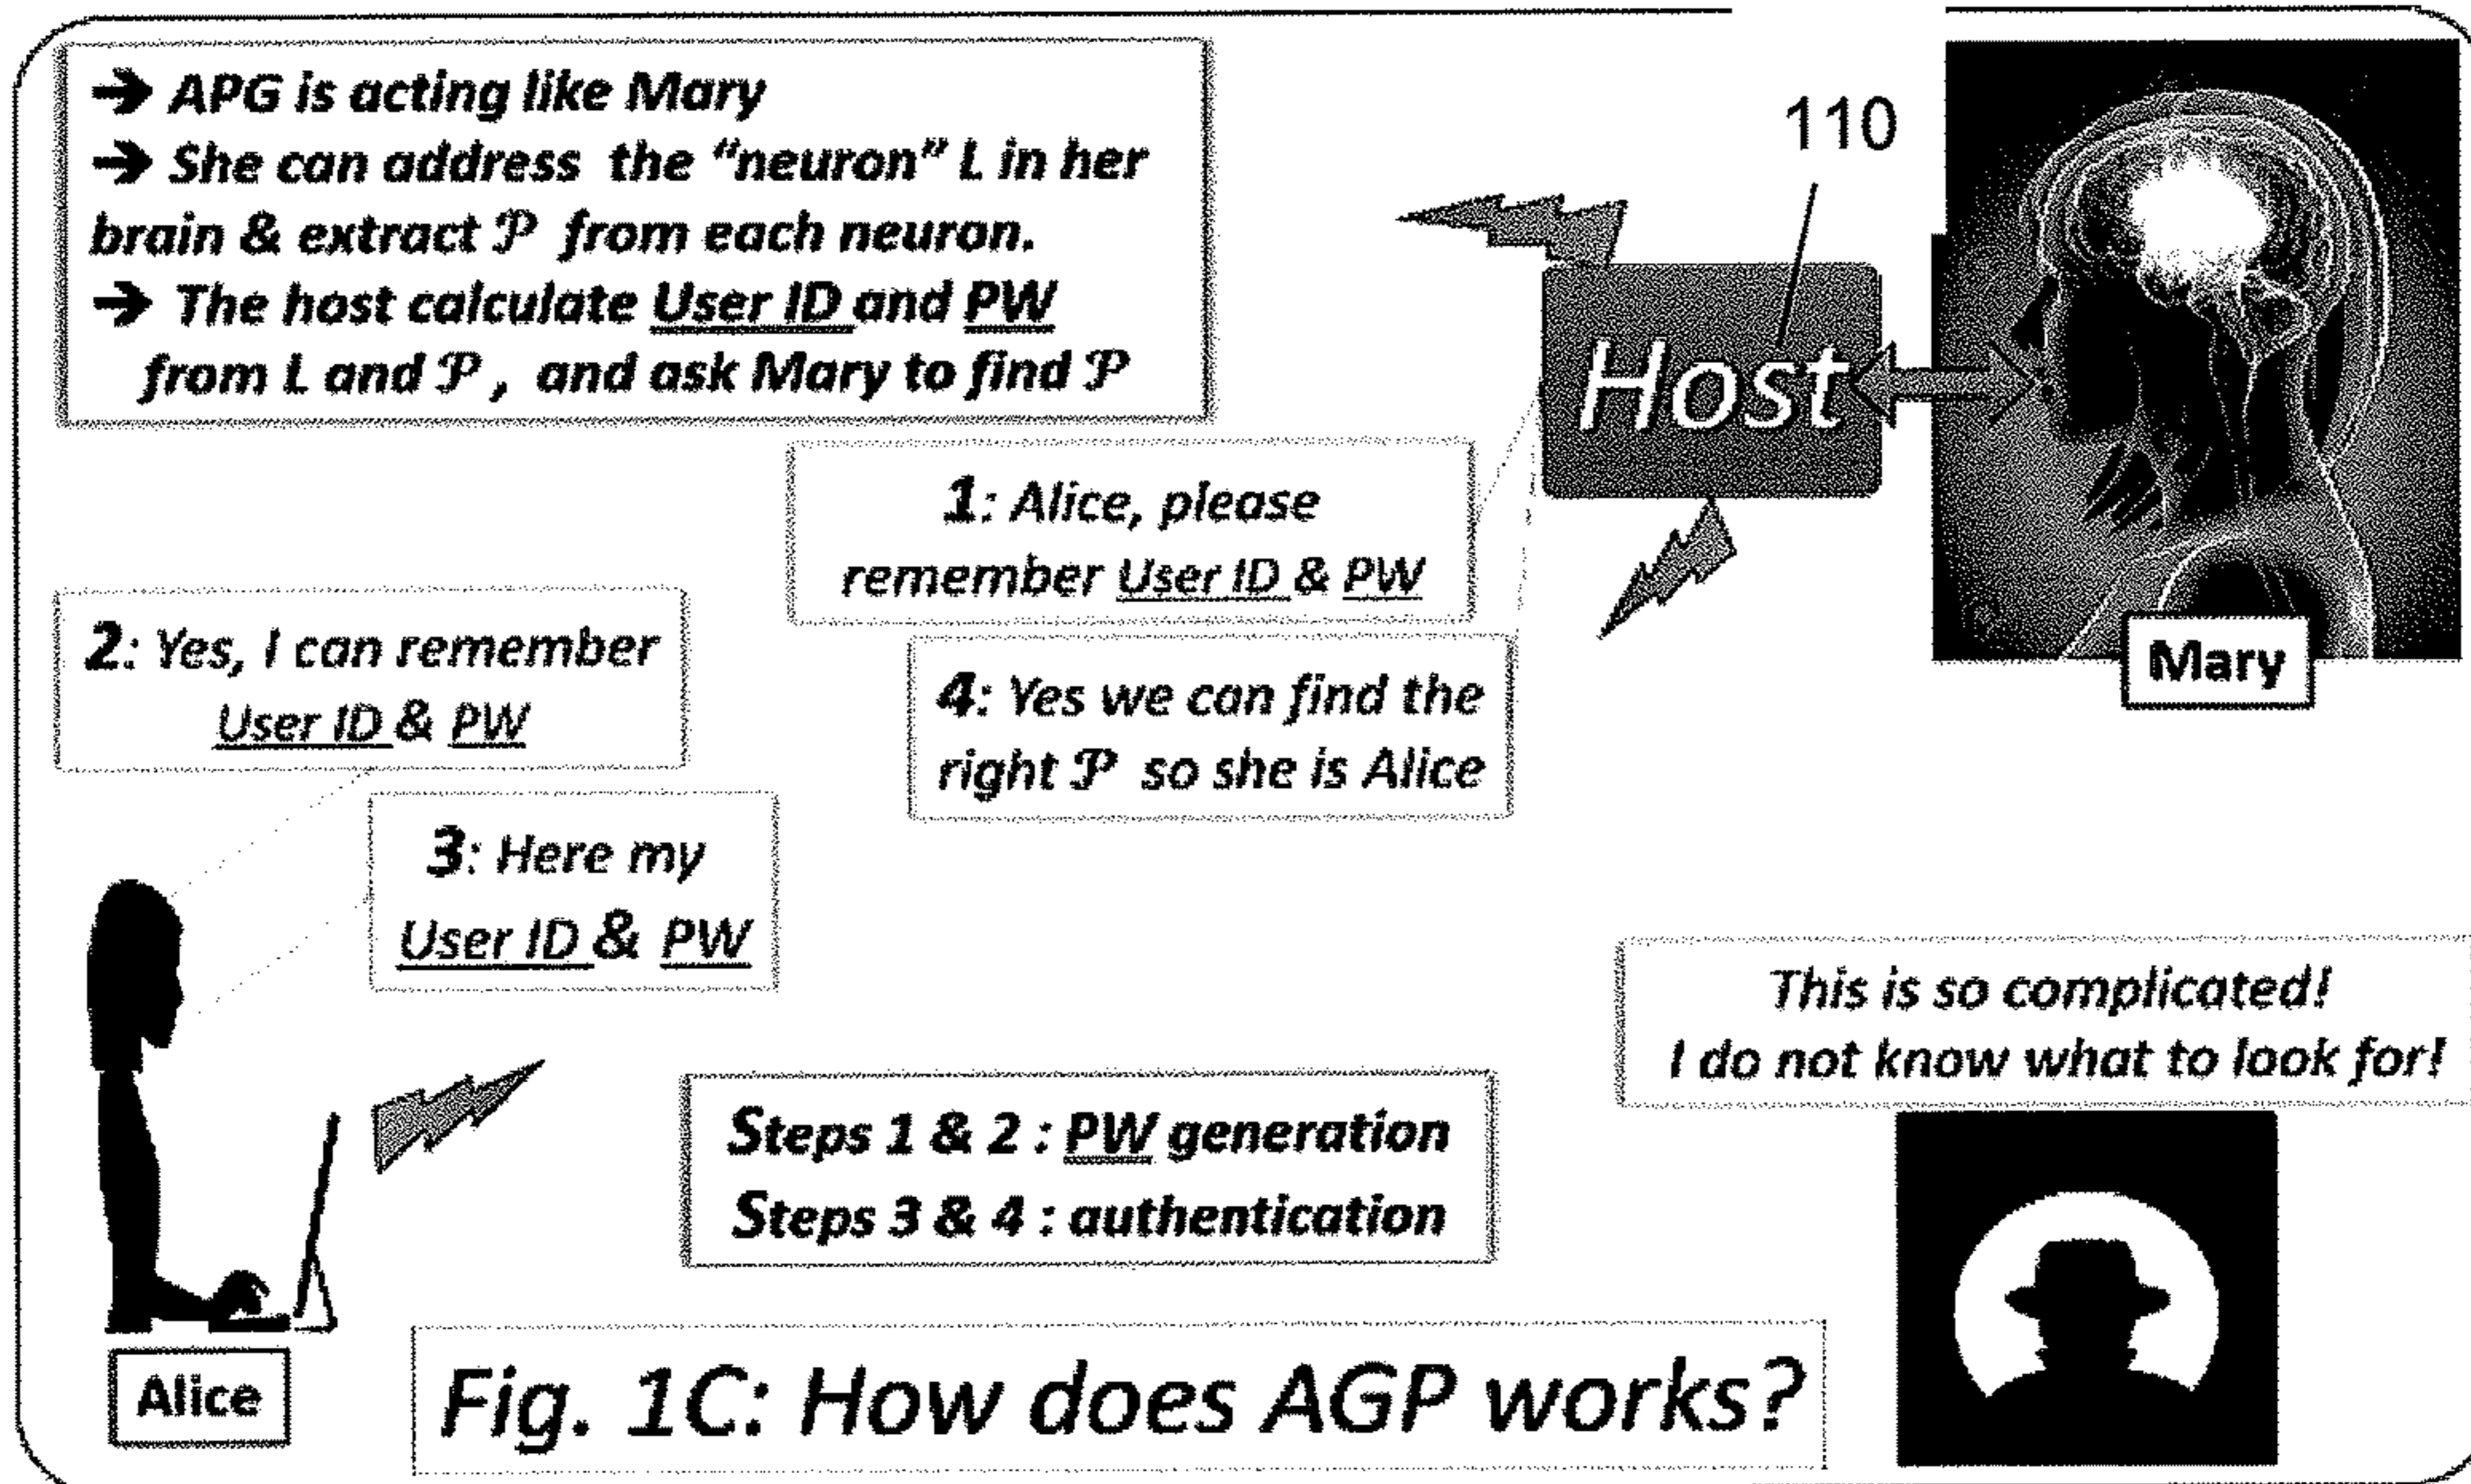 → APG is acting like Mary
→ She can address the "neuron" L in her
brain & extract 𝒫 from each neuron.
→ The host calculate User ID and PW
from L and 𝒫, and ask Mary to find 𝒫
110
Host
Mary
1: Alice, please
remember User ID & PW
2: Yes, I can remember
User ID & PW
4: Yes we can find the
right 𝒫 so she is Alice
3: Here my
User ID & PW
This is so complicated!
I do not know what to look for!
Steps 1 & 2 : PW generation
Steps 3 & 4 : authentication
Alice
Fig. 1C: How does AGP works?